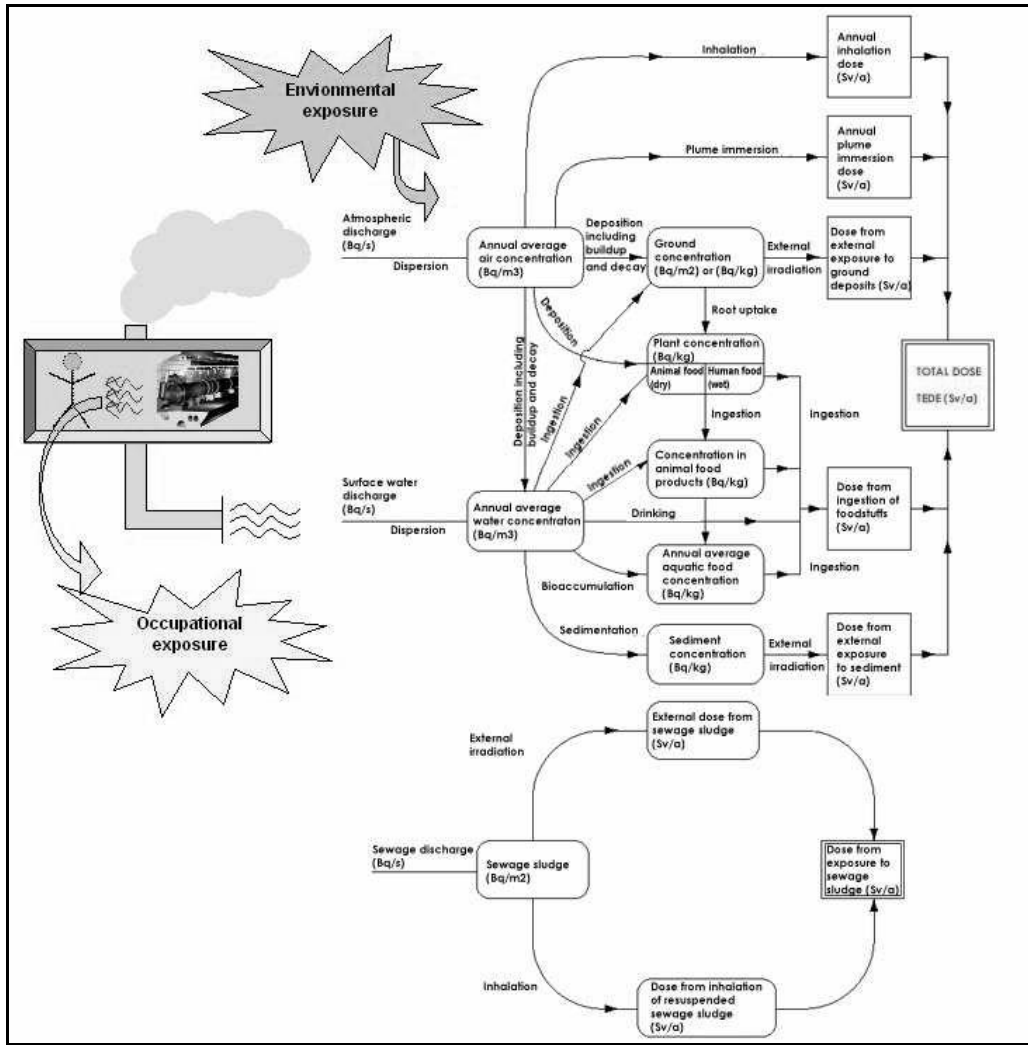 Envionmental
exposure
Inhalation
Annual
inhalation
dose
(Sv/a)
Plume immersion
Annual
plume
immersion
dose
(Sv/a)
Atmospheric
discharge
(Bq/s)
Dispersion
Annual average
air concentration
(Bq/m3)
Deposition
including
buildup
and decay
Ground
concentration
(Bq/m2) or (Bq/kg)
External
irradiation
Dose from
external
exposure to
ground
deposits (Sv/a)
Root uptake
Deposition
Deposition including
buildup and decay
Ingestion
Ingestion
Ingestion
Plant concentration
(Bq/kg)
Animal food
(dry)
Human food
(wet)
Ingestion
Ingestion
TOTAL DOSE
TEDE (Sv/a)
Concentration in
animal food
products (Bq/kg)
Surface water
discharge
(Bq/s)
Dispersion
Annual average
water concentraton
(Bq/m3)
Drinking
Dose from
ingestion of
foodstuffs
(Sv/a)
Bioaccumulation
Annual average
aquatic food
concentration
(Bq/kg)
Ingestion
Occupational
exposure
Sedimentation
Sediment
concentration
(Bq/kg)
External
irradiation
Dose from
external
exposure
to sediment
(Sv/a)
External
irradiation
External dose from
sewage sludge
(Sv/a)
Sewage discharge
(Bq/s)
Sewage sludge
(Bq/m2)
Dose from
exposure to
sewage
sludge (Sv/a)
Inhalation
Dose from inhalation
of resuspended
sewage sludge
(Sv/a)